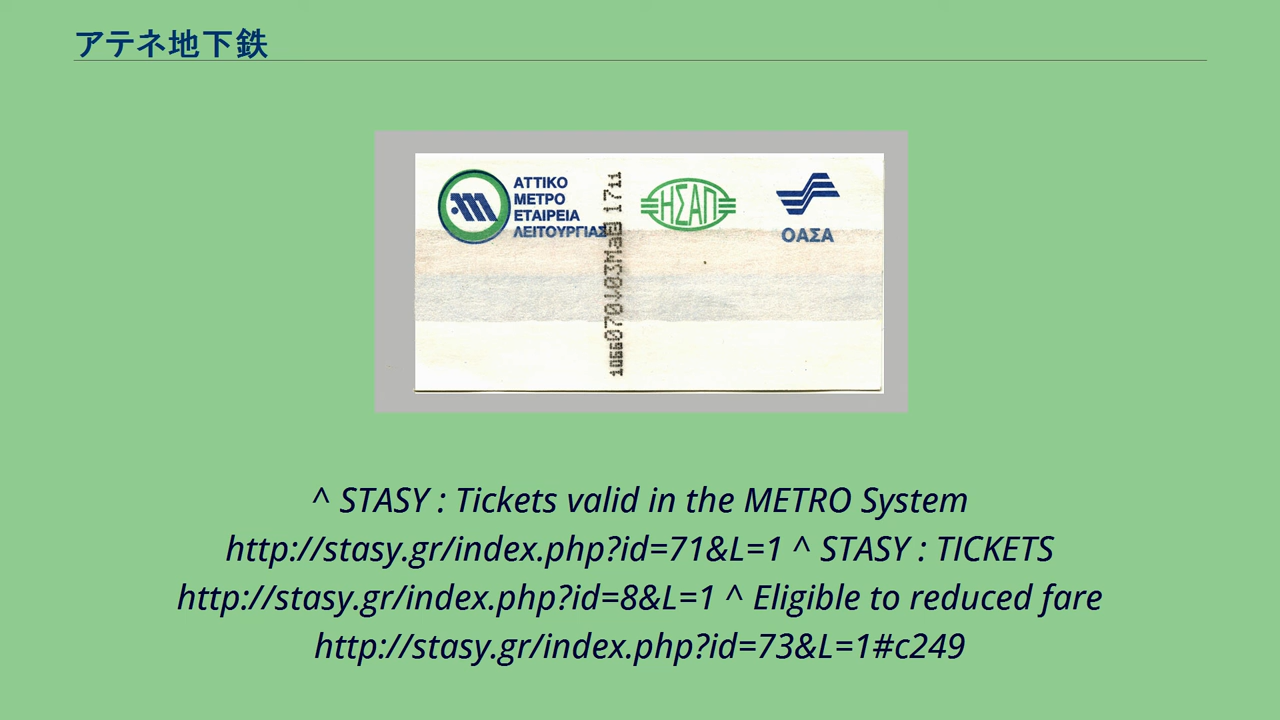 アテネ地下鉄
ΑΤΤΙΚΟ
ΜΕΤΡΟ
ΕΤΑΙΡΕΙΑ
ΛΕΙΤΟΥΡΓΙΑΣ
ΗΣΑΠ
ΟΑΣΑ
^ STASY : Tickets valid in the METRO System
http://stasy.gr/index.php?id=71&L=1 ^ STASY : TICKETS
http://stasy.gr/index.php?id=8&L=1 ^ Eligible to reduced fare
http://stasy.gr/index.php?id=73&L=1#c249